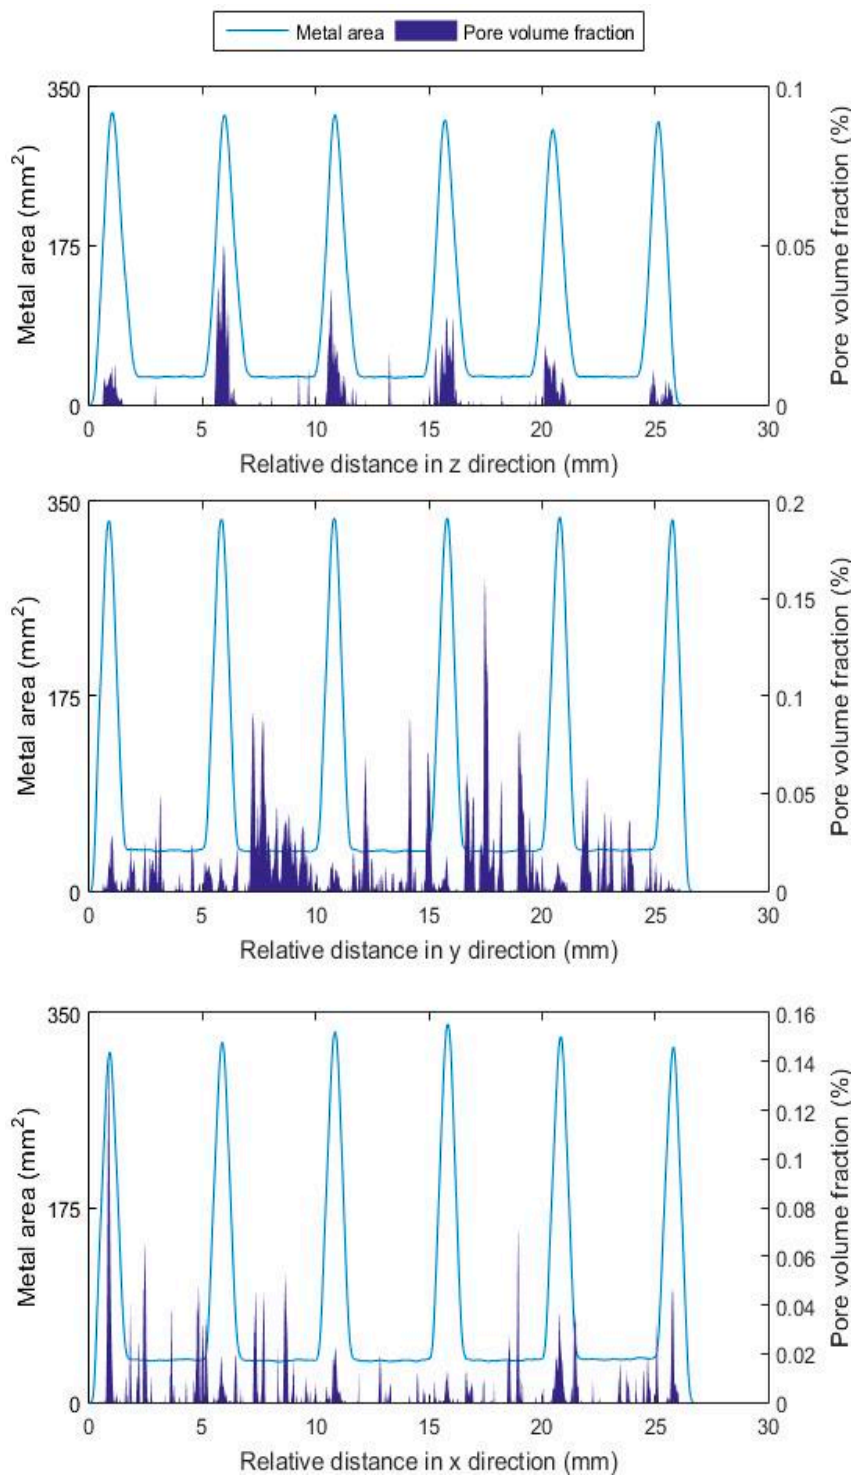 Metal area Pore volume fraction
350 0.1
175 0.05
0 0
0 5 10 15 20 25 30
Metal area (mm²)
Pore volume fraction (%)
Relative distance in z direction (mm)
350 0.2
0.15
175 0.1
0.05
0 0
0 5 10 15 20 25 30
Metal area (mm²)
Pore volume fraction (%)
Relative distance in y direction (mm)
350 0.16
0.14
0.12
0.1
175 0.08
0.06
0.04
0.02
0 0
0 5 10 15 20 25 30
Metal area (mm²)
Pore volume fraction (%)
Relative distance in x direction (mm)